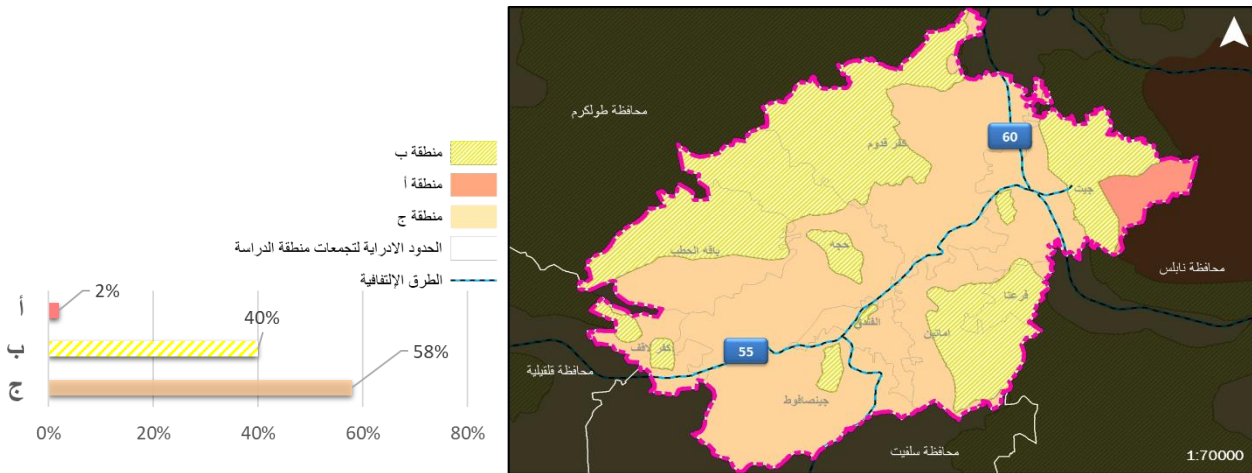 منطقة ب
منطقة أ
منطقة ج
الحدود الادراية لتجمعات منطقة الدراسة
الطرق الإلتفافية
أ
ب
ج
2%
40%
58%
0%
20%
40%
60%
80%
محافظة طولكرم
كفر قدوم
60
جيت
محافظة نابلس
حجه
باقه الحطب
فرعتا
الفندق
اماتين
كفر لاقف
55
محافظة قلقيلية
جينصافوط
محافظة سلفيت
1:70000